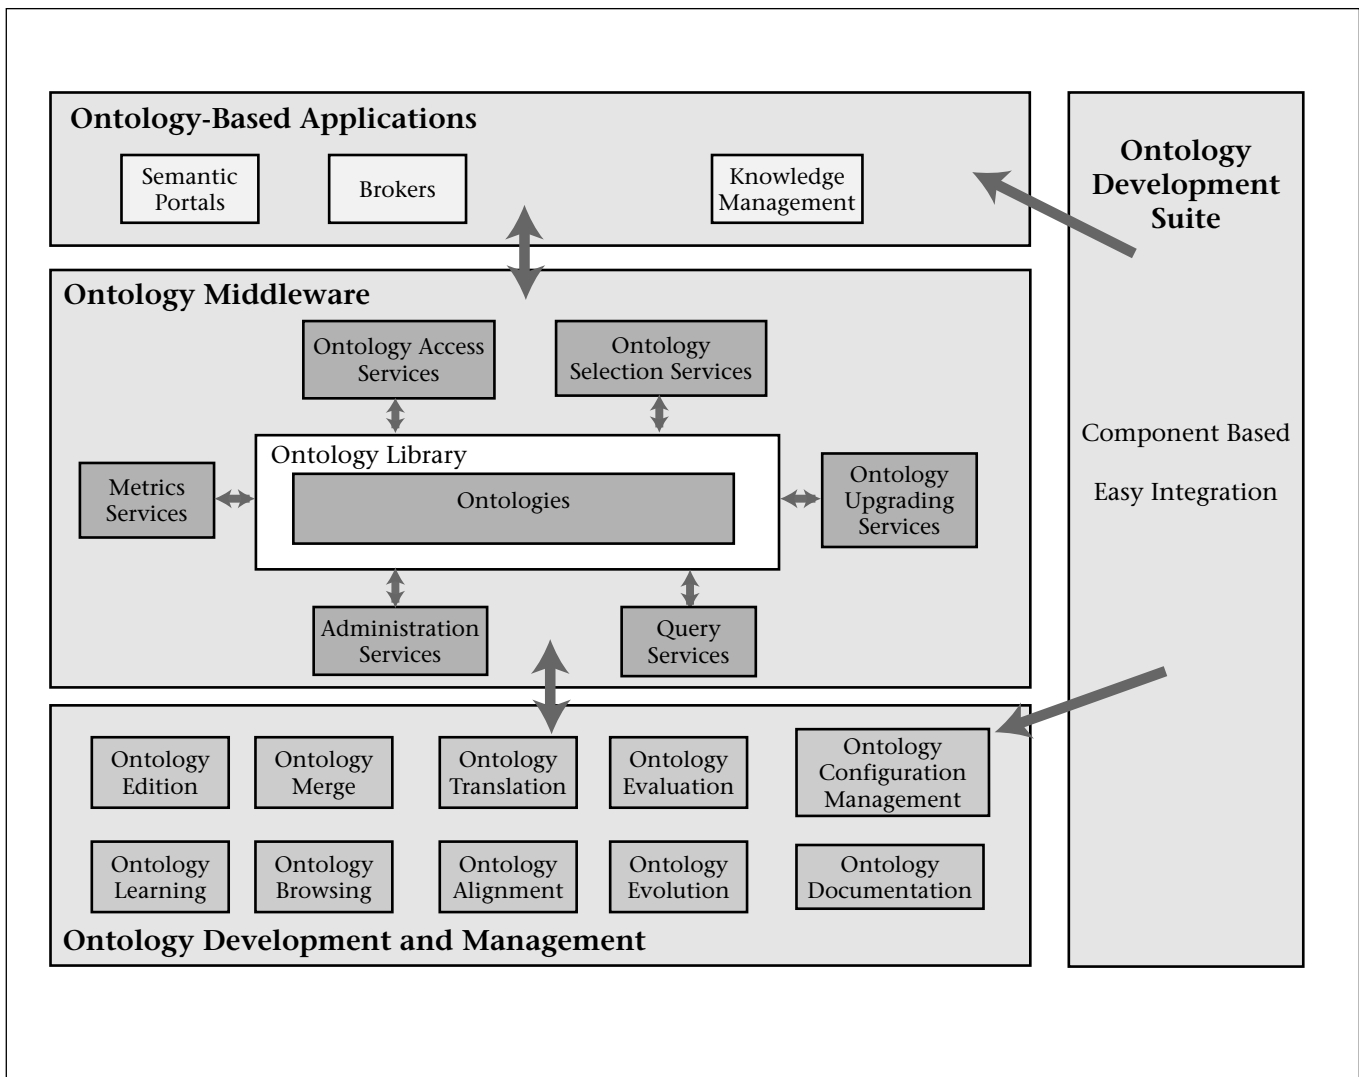 Ontology-Based Applications
Semantic
Portals
Brokers
Knowledge
Management
Ontology Middleware
Ontology Access
Services
Ontology
Selection Services
Ontology Library
Ontologies
Metrics
Services
Ontology
Upgrading
Services
Administration
Services
Query
Services
Ontology
Edition
Ontology
Merge
Ontology
Translation
Ontology
Evaluation
Ontology
Configuration
Management
Ontology
Learning
Ontology
Browsing
Ontology
Alignment
Ontology
Evolution
Ontology
Documentation
Ontology Development and Management
Ontology
Development
Suite
Component Based
Easy Integration